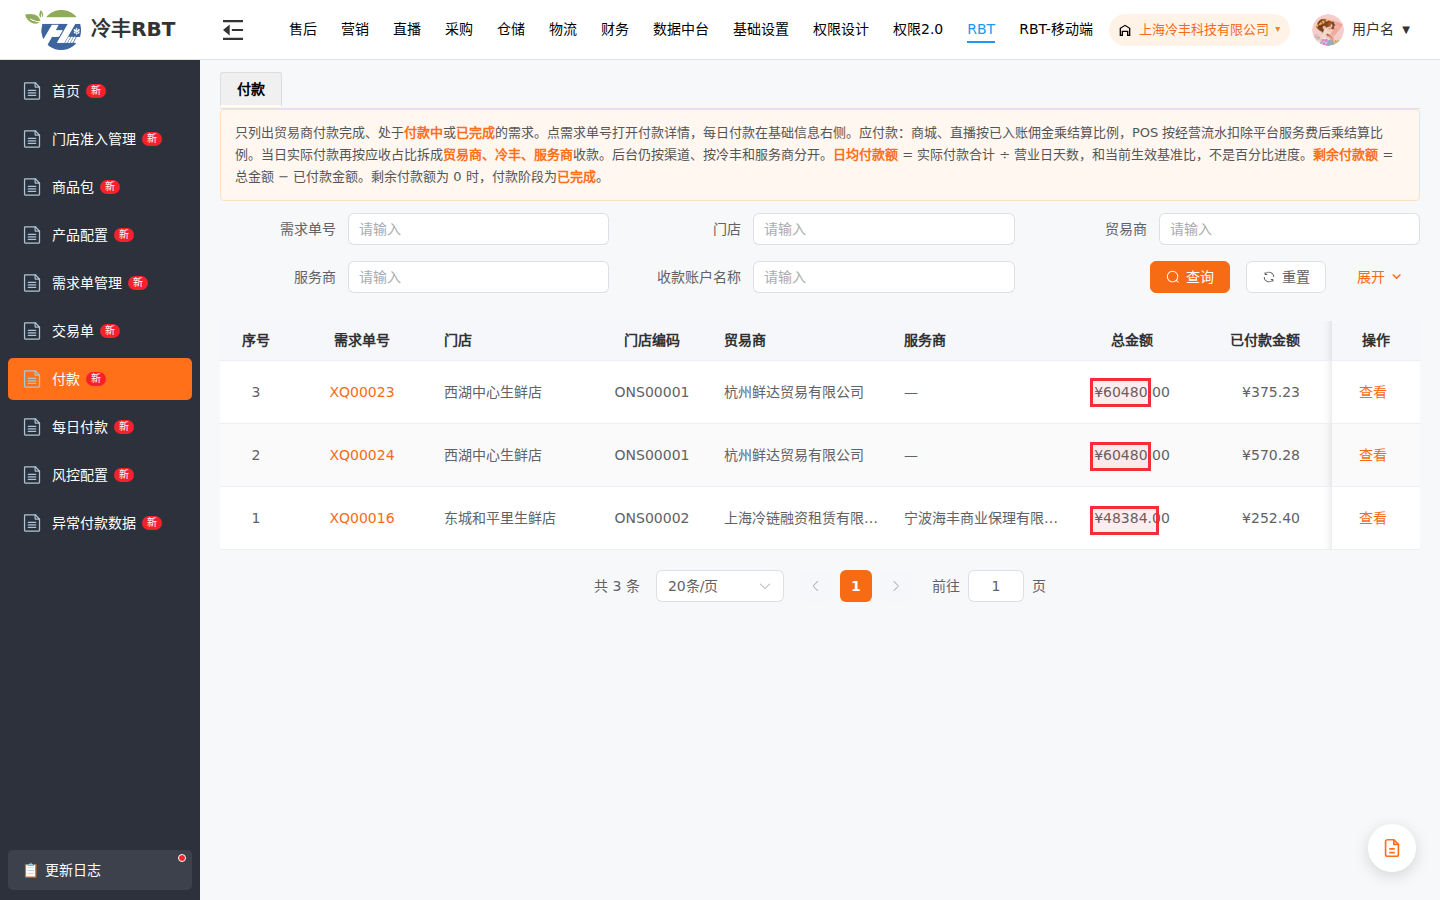 冷丰RBT
售后 营销 直播 采购 仓储 物流 财务 数据中台 基础设置 权限设计 权限2.0 RBT RBT-移动端 上海冷丰科技有限公司 ▾ 用户名 ▼
首页 新
门店准入管理 新
商品包 新
产品配置 新
需求单管理 新
交易单 新
付款 新
每日付款 新
风控配置 新
异常付款数据 新
📋 更新日志
付款
只列出贸易商付款完成、处于付款中或已完成的需求。点需求单号打开付款详情，每日付款在基础信息右侧。应付款：商城、直播按已入账佣金乘结算比例，POS 按经营流水扣除平台服务费后乘结算比
例。当日实际付款再按应收占比拆成贸易商、冷丰、服务商收款。后台仍按渠道、按冷丰和服务商分开。日均付款额 = 实际付款合计 ÷ 营业日天数，和当前生效基准比，不是百分比进度。剩余付款额 =
总金额 − 已付款金额。剩余付款额为 0 时，付款阶段为已完成。
需求单号 请输入 门店 请输入 贸易商 请输入
服务商 请输入 收款账户名称 请输入 查询 重置 展开
序号 需求单号 门店 门店编码 贸易商 服务商 总金额 已付款金额 操作
3 XQ00023 西湖中心生鲜店 ONS00001 杭州鲜达贸易有限公司 — ¥60480.00 ¥375.23 查看
2 XQ00024 西湖中心生鲜店 ONS00001 杭州鲜达贸易有限公司 — ¥60480.00 ¥570.28 查看
1 XQ00016 东城和平里生鲜店 ONS00002 上海冷链融资租赁有限... 宁波海丰商业保理有限... ¥48384.00 ¥252.40 查看
共 3 条 20条/页 1 前往 1 页